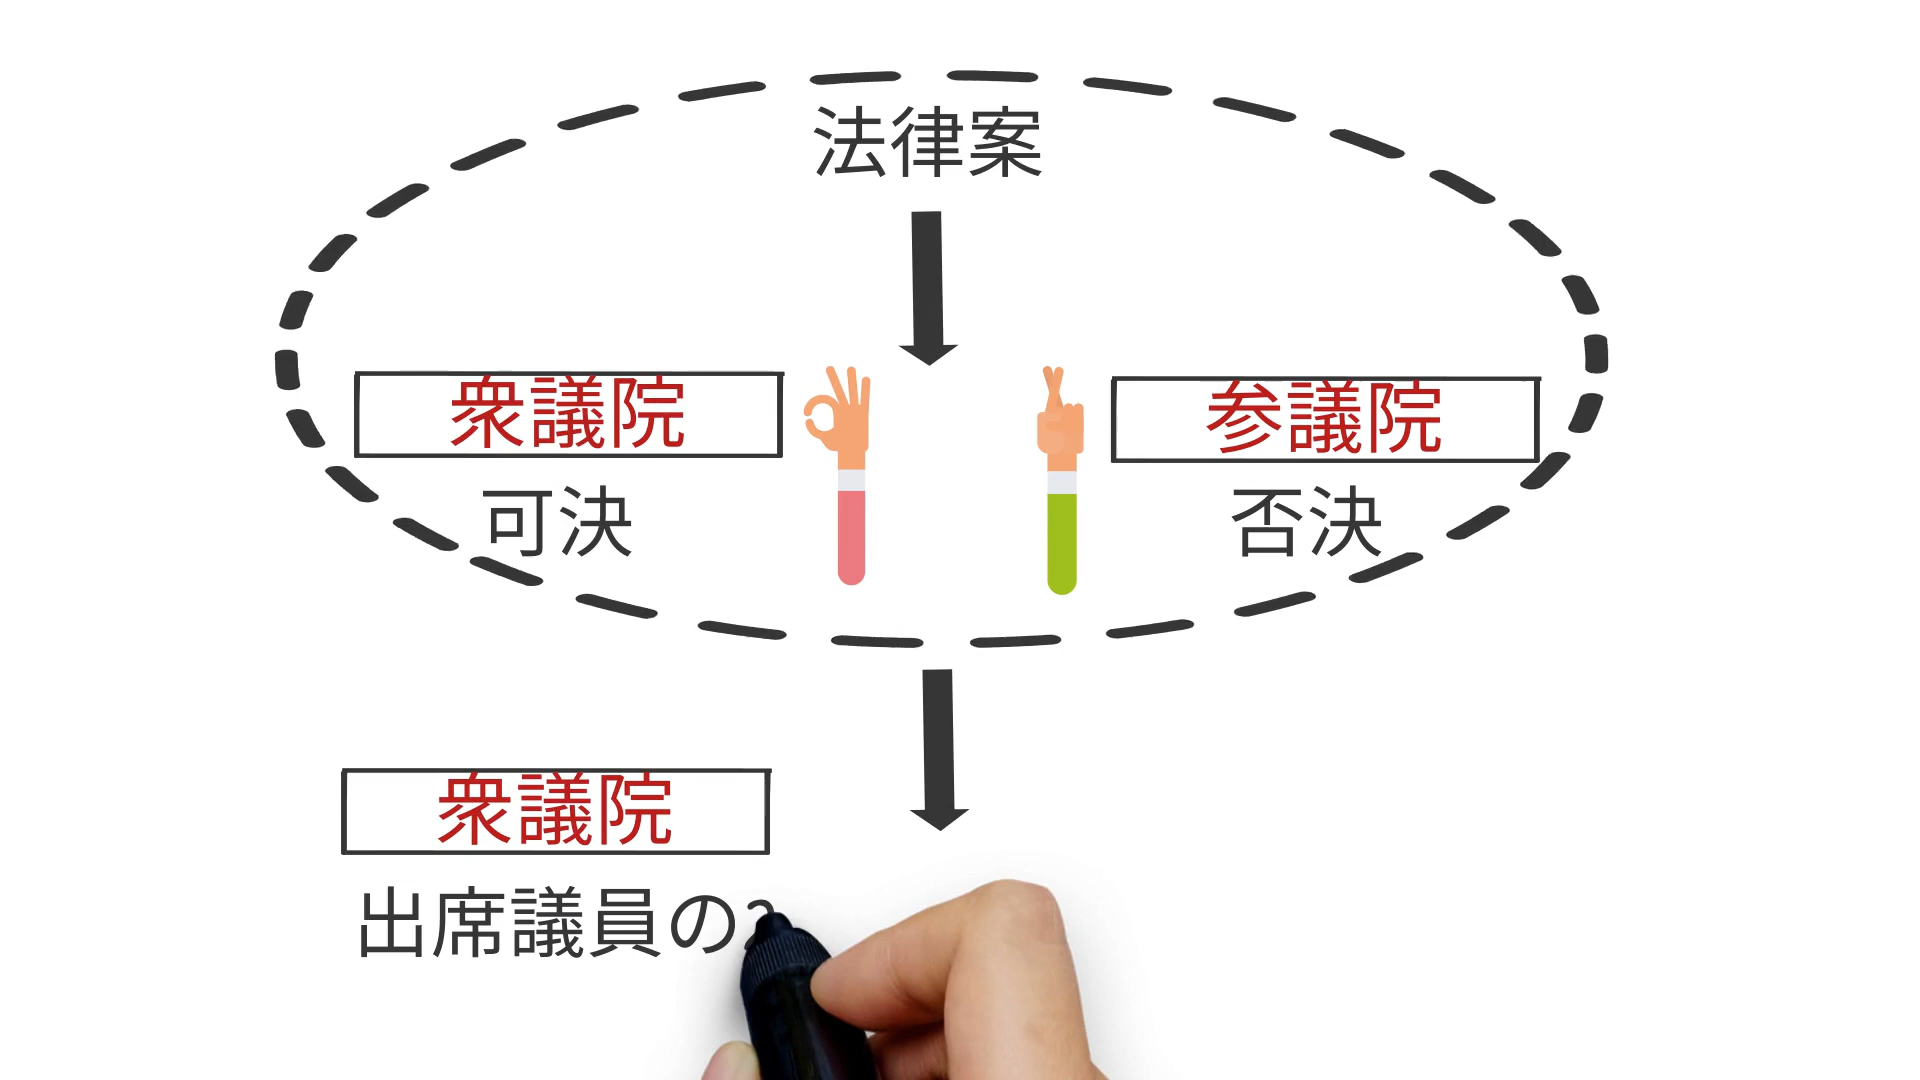 法律案
衆議院
参議院
可決
否決
衆議院
出席議員の